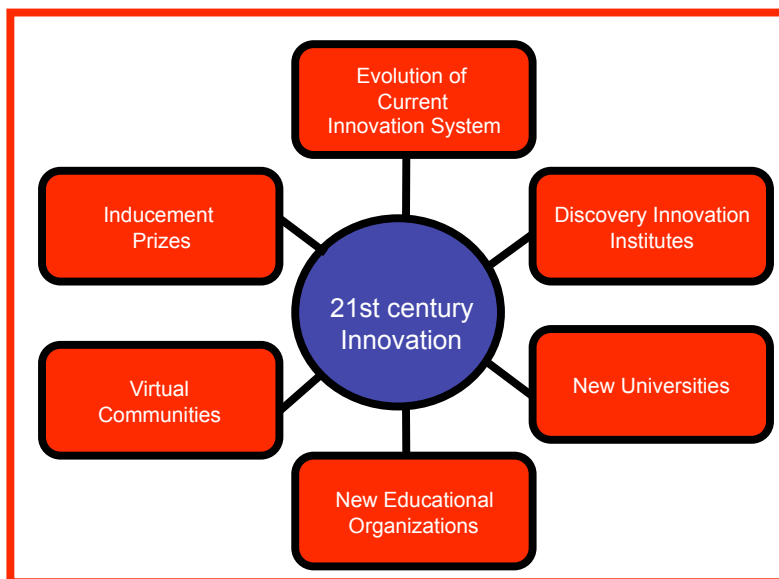 Evolution of
Current
Innovation System
Inducement
Prizes
Discovery Innovation
Institutes
21st century
Innovation
Virtual
Communities
New Universities
New Educational
Organizations